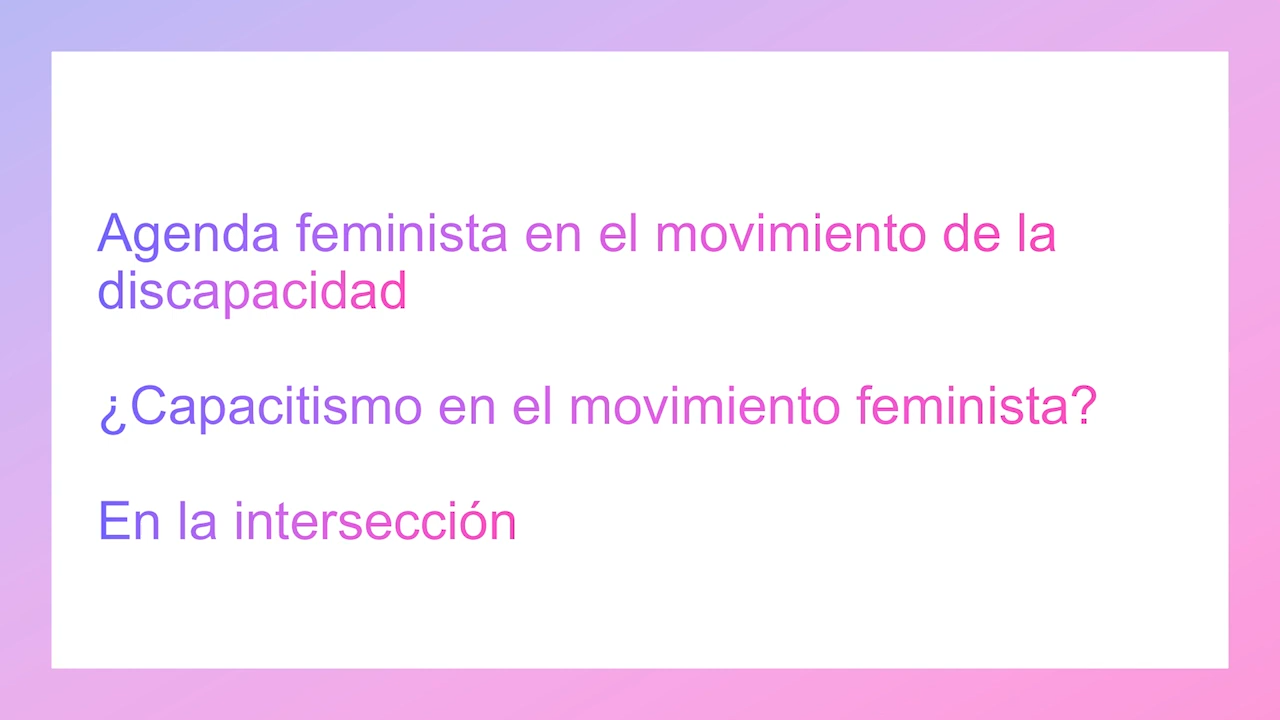 Agenda feminista en el movimiento de la
discapacidad
¿Capacitismo en el movimiento feminista?
En la intersección